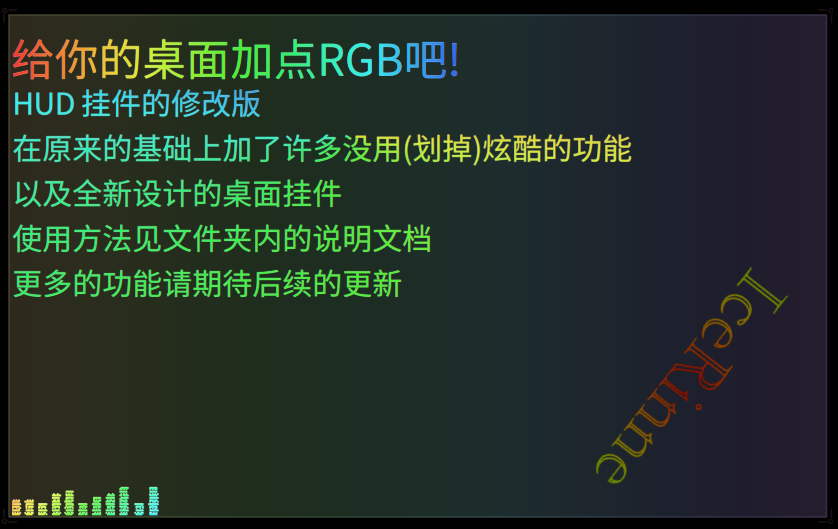 给你的桌面加点RGB吧!
HUD 挂件的修改版
在原来的基础上加了许多没用(划掉)炫酷的功能
以及全新设计的桌面挂件
使用方法见文件夹内的说明文档
更多的功能请期待后续的更新
IceRinne